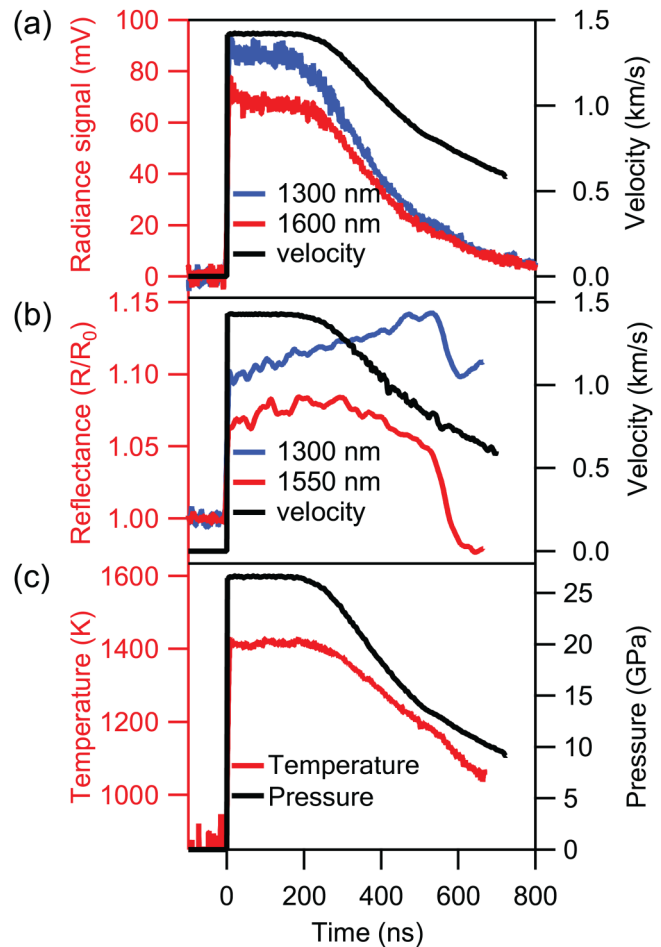 (a)
Radiance signal (mV)
100
80
60
40
20
0
1300 nm
1600 nm
velocity
1.5
1.0
0.5
0.0
Velocity (km/s)
(b)
Reflectance (R/R0)
1.15
1.10
1.05
1.00
1300 nm
1550 nm
velocity
1.5
1.0
0.5
0.0
Velocity (km/s)
(c)
Temperature (K)
1600
1400
1200
1000
Temperature
Pressure
25
20
15
10
5
0
Pressure (GPa)
0
200
400
600
800
Time (ns)